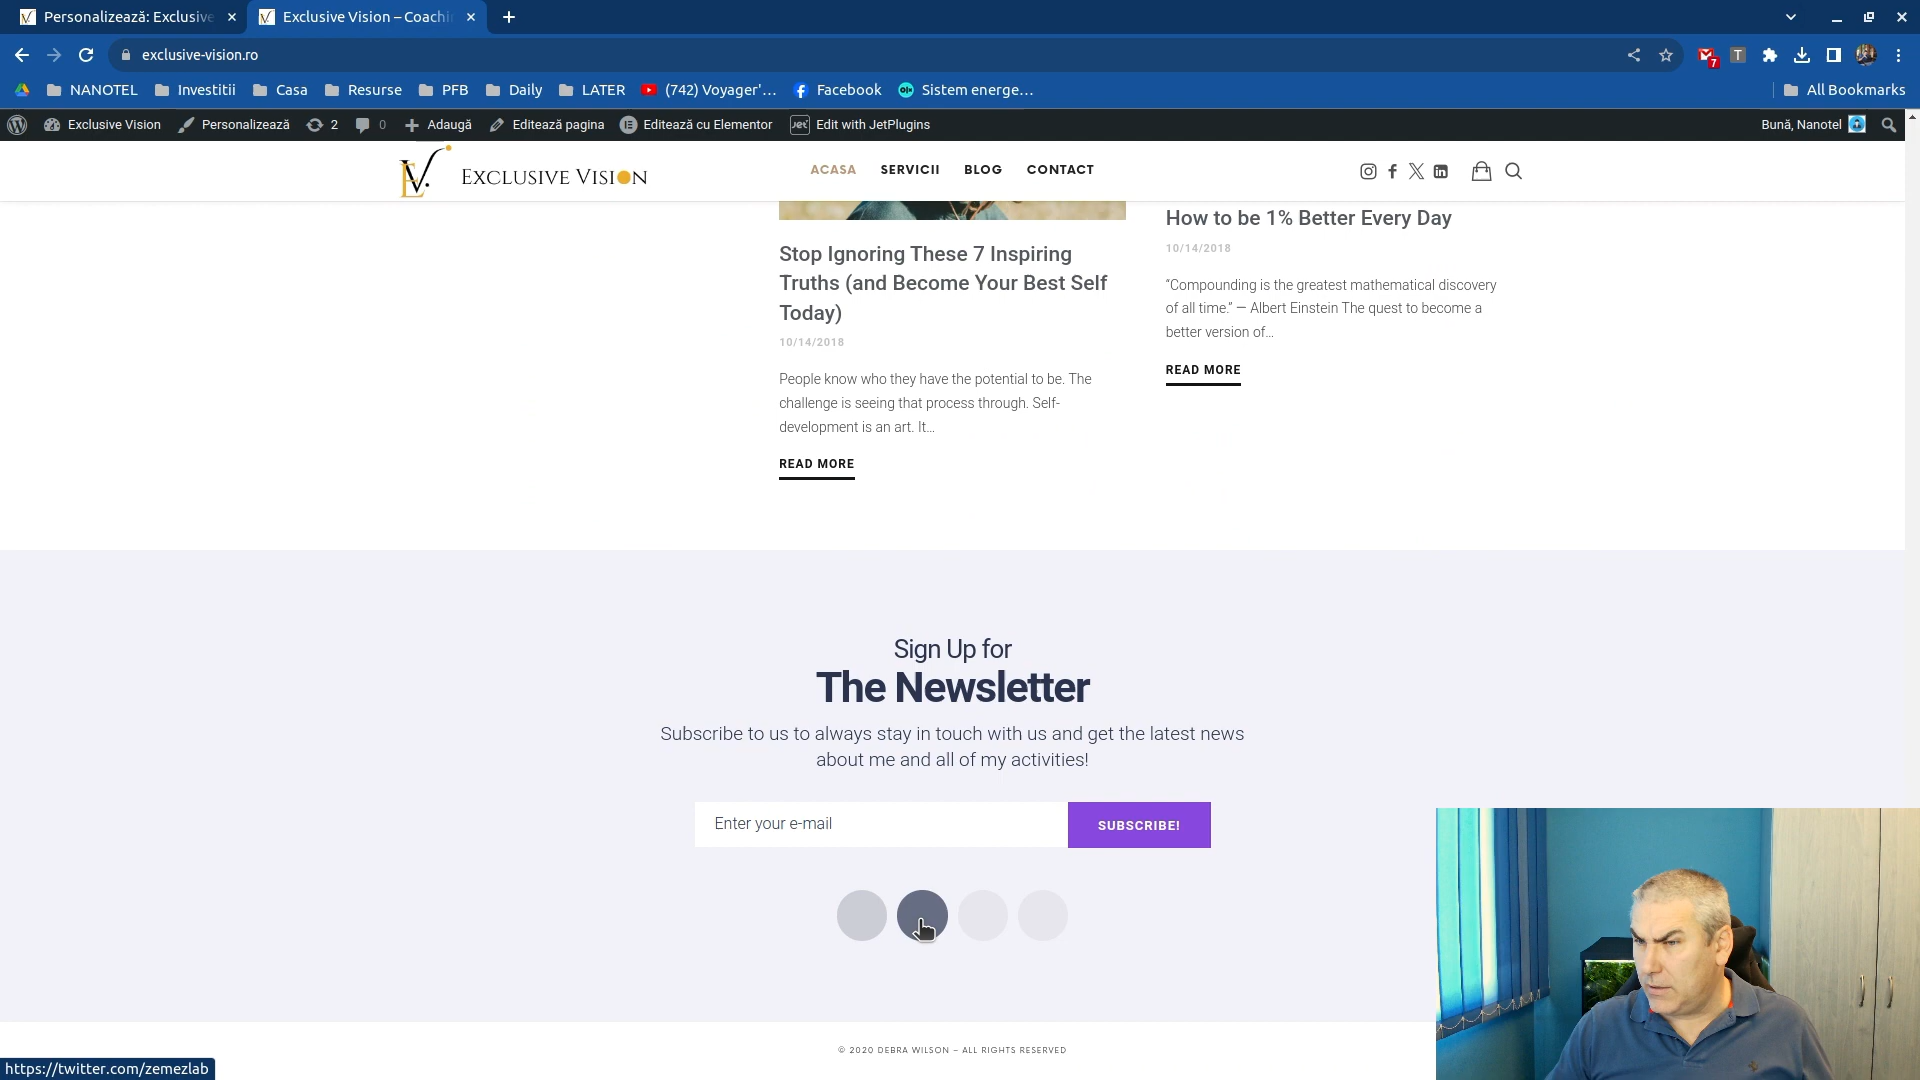 Personalizează: Exclusive
Exclusive Vision – Coachin
exclusive-vision.ro
7
T
NANOTEL
Investitii
Casa
Resurse
PFB
Daily
LATER
(742) Voyager'...
Facebook
Sistem energe...
All Bookmarks
Exclusive Vision
Personalizează
2
0
Adaugă
Editează pagina
Editează cu Elementor
Jet
Edit with JetPlugins
Bună, Nanotel
EV.
EXCLUSIVE VISION
ACASA
SERVICII
BLOG
CONTACT
Stop Ignoring These 7 Inspiring
Truths (and Become Your Best Self
Today)
10/14/2018
People know who they have the potential to be. The
challenge is seeing that process through. Self-
development is an art. It...
READ MORE
How to be 1% Better Every Day
10/14/2018
“Compounding is the greatest mathematical discovery
of all time.” — Albert Einstein The quest to become a
better version of...
READ MORE
Sign Up for
The Newsletter
Subscribe to us to always stay in touch with us and get the latest news
about me and all of my activities!
Enter your e-mail
SUBSCRIBE!
© 2020 DEBRA WILSON – ALL RIGHTS RESERVED
https://twitter.com/zemezlab